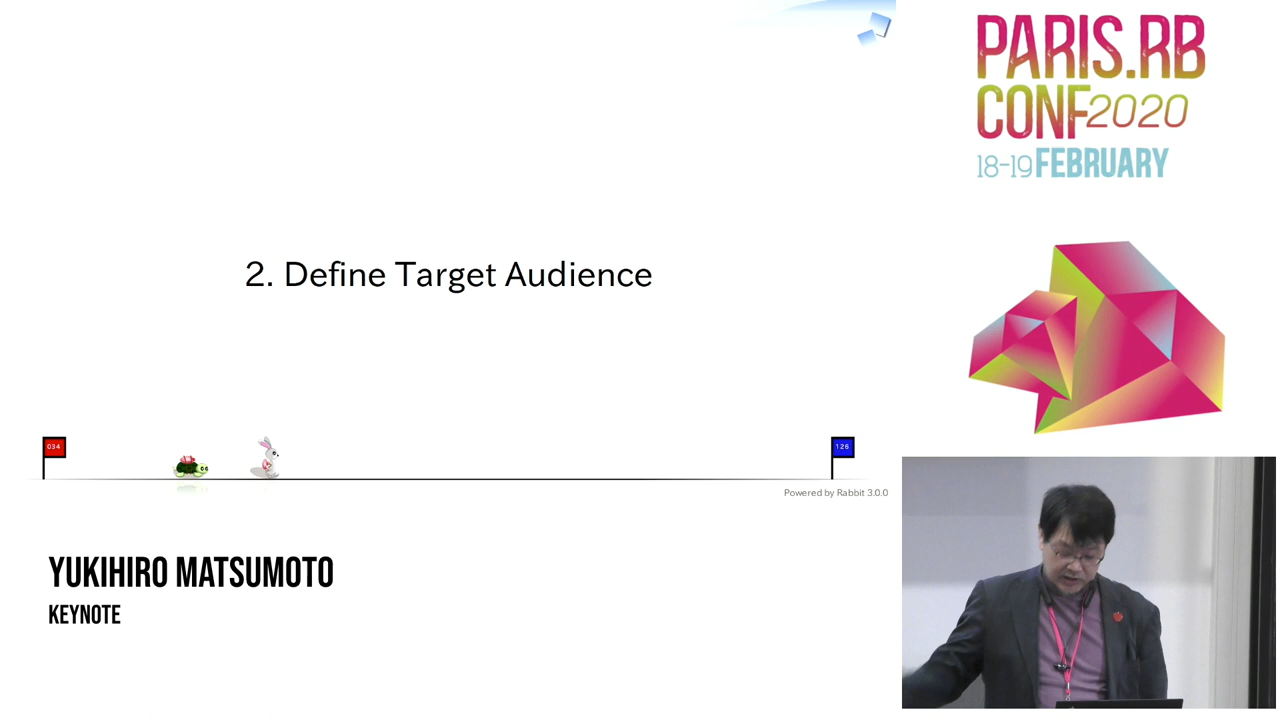 2. Define Target Audience
034
126
Powered by Rabbit 3.0.0
YUKIHIRO MATSUMOTO
KEYNOTE
PARIS.RB
CONF2020
18-19 FEBRUARY